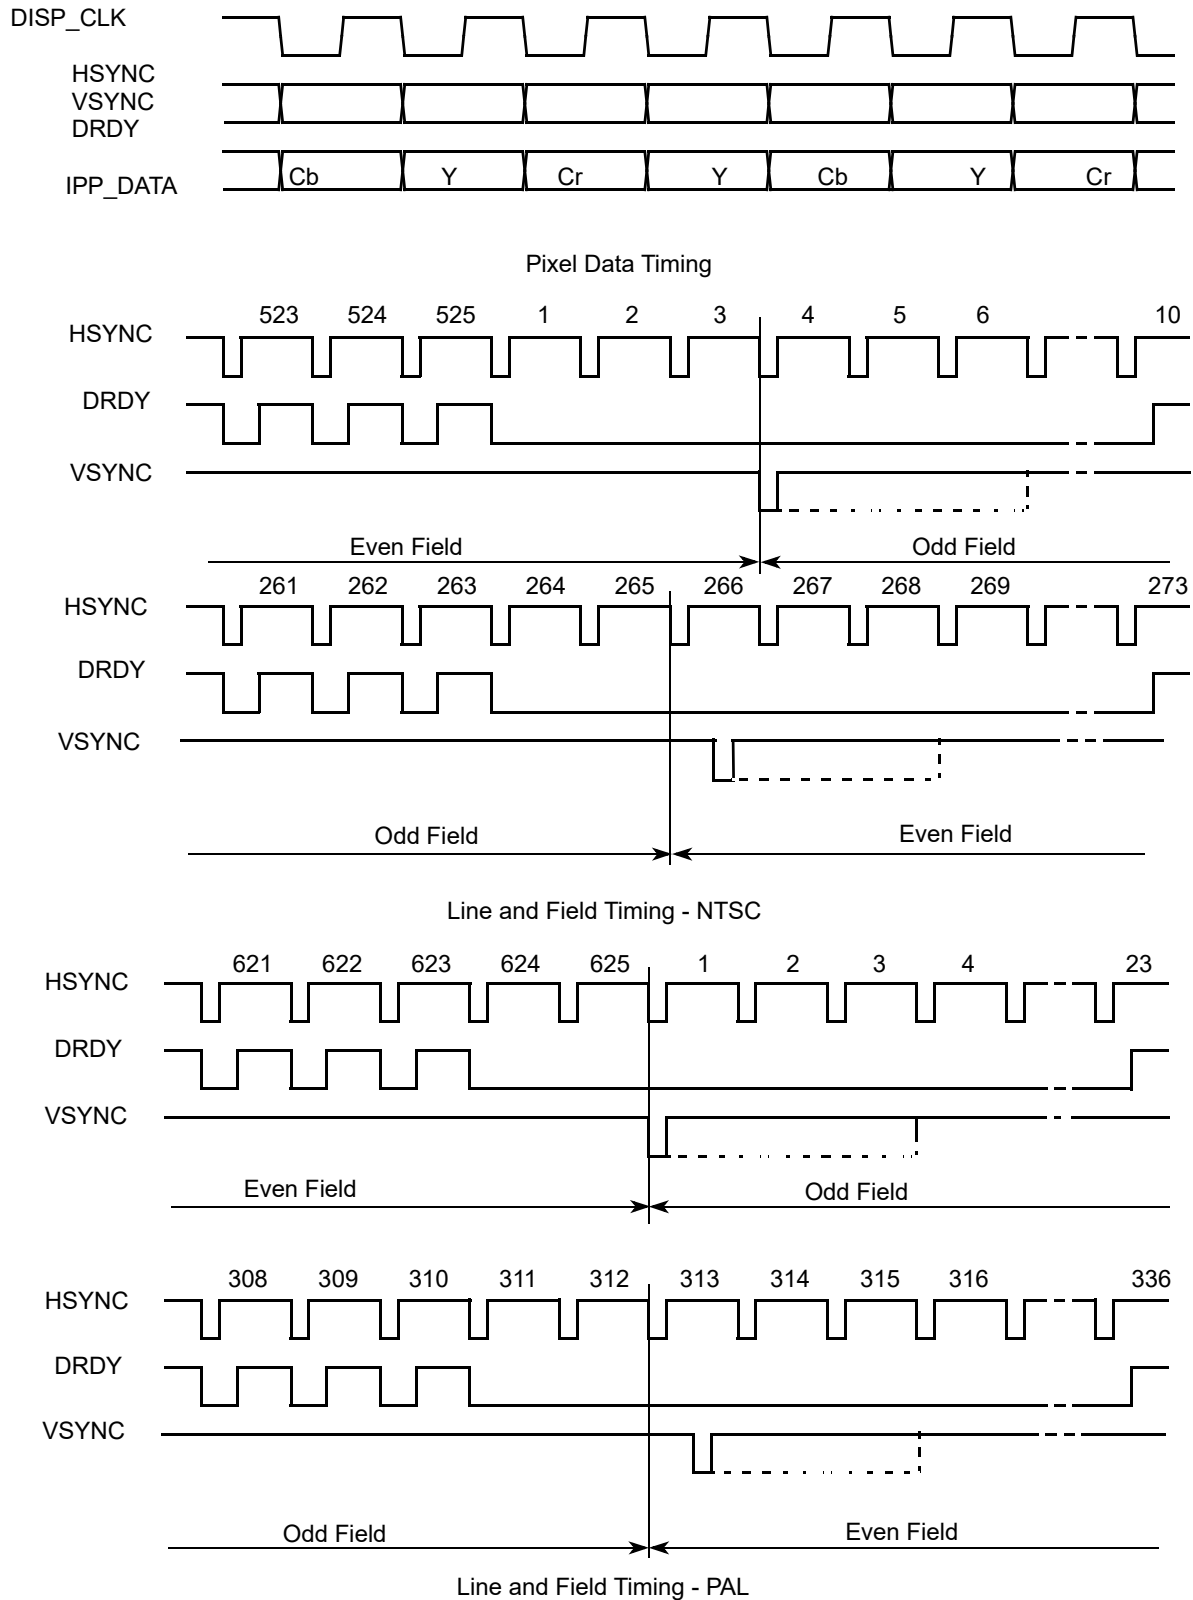 DISP_CLK
HSYNC
VSYNC
DRDY
IPP_DATA
Cb Y Cr Y Cb Y Cr
Pixel Data Timing
523 524 525 1 2 3 4 5 6 10
HSYNC
DRDY
VSYNC
Even Field Odd Field
261 262 263 264 265 266 267 268 269 273
HSYNC
DRDY
VSYNC
Odd Field Even Field
Line and Field Timing - NTSC
621 622 623 624 625 1 2 3 4 23
HSYNC
DRDY
VSYNC
Even Field Odd Field
308 309 310 311 312 313 314 315 316 336
HSYNC
DRDY
VSYNC
Odd Field Even Field
Line and Field Timing - PAL